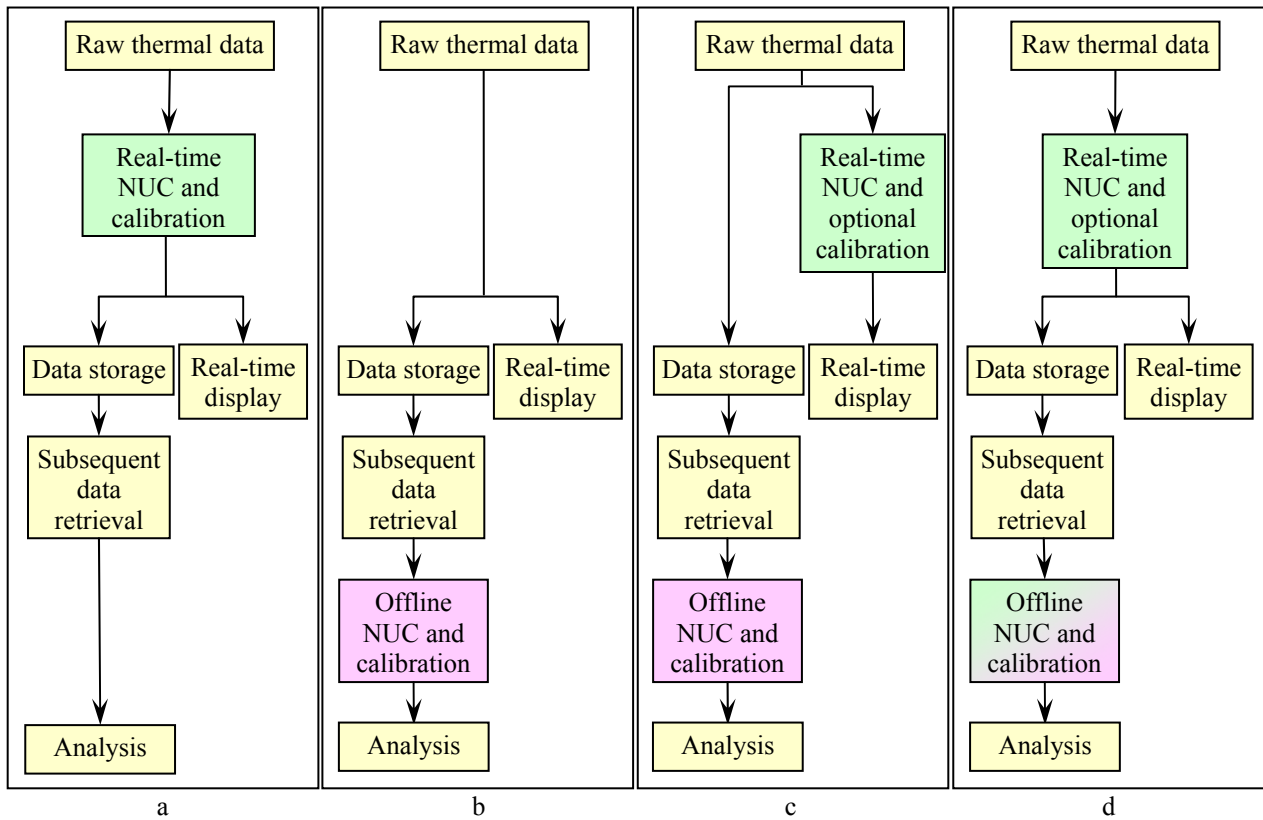 Raw thermal data
Real-time
NUC and
calibration
Data storage
Real-time
display
Subsequent
data
retrieval
Analysis
a
Raw thermal data
Data storage
Real-time
display
Subsequent
data
retrieval
Offline
NUC and
calibration
Analysis
b
Raw thermal data
Real-time
NUC and
optional
calibration
Data storage
Real-time
display
Subsequent
data
retrieval
Offline
NUC and
calibration
Analysis
c
Raw thermal data
Real-time
NUC and
optional
calibration
Data storage
Real-time
display
Subsequent
data
retrieval
Offline
NUC and
calibration
Analysis
d